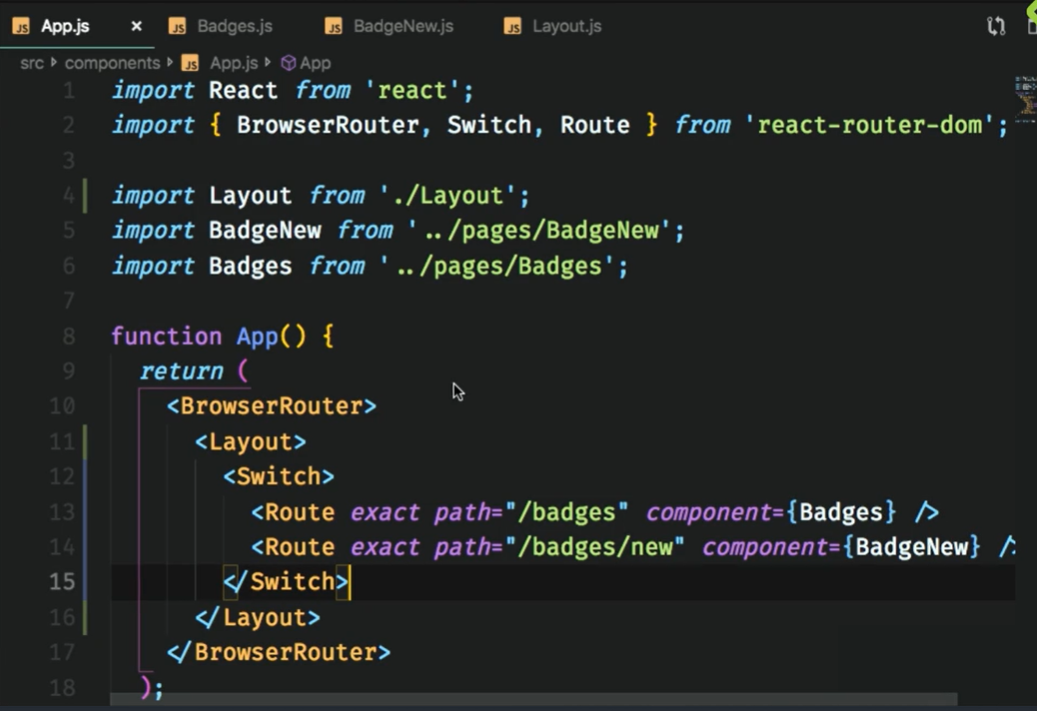 JS App.js × JS Badges.js JS BadgeNew.js JS Layout.js
src components JS App.js App
1 import React from 'react';
2 import { BrowserRouter, Switch, Route } from 'react-router-dom';
3
4 import Layout from './Layout';
5 import BadgeNew from '../pages/BadgeNew';
6 import Badges from '../pages/Badges';
7
8 function App() {
9 return (
10 <BrowserRouter>
11 <Layout>
12 <Switch>
13 <Route exact path="/badges" component={Badges} />
14 <Route exact path="/badges/new" component={BadgeNew} />
15 </Switch>
16 </Layout>
17 </BrowserRouter>
18 );